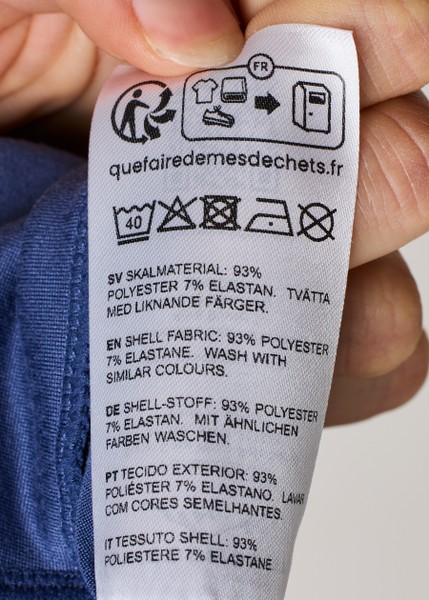 FR
quefairedemesdechets.fr
40
SV SKALMATERIAL: 93%
POLYESTER 7% ELASTAN. TVÄTTA
MED LIKNANDE FÄRGER.
EN SHELL FABRIC: 93% POLYESTER
7% ELASTANE. WASH WITH
SIMILAR COLOURS.
DE SHELL-STOFF: 93% POLYESTER
7% ELASTAN. MIT ÄHNLICHEN
FARBEN WASCHEN.
PT TECIDO EXTERIOR: 93%
POLIÉSTER 7% ELASTANO. LAVAR
COM CORES SEMELHANTES.
IT TESSUTO SHELL: 93%
POLIESTERE 7% ELASTANE